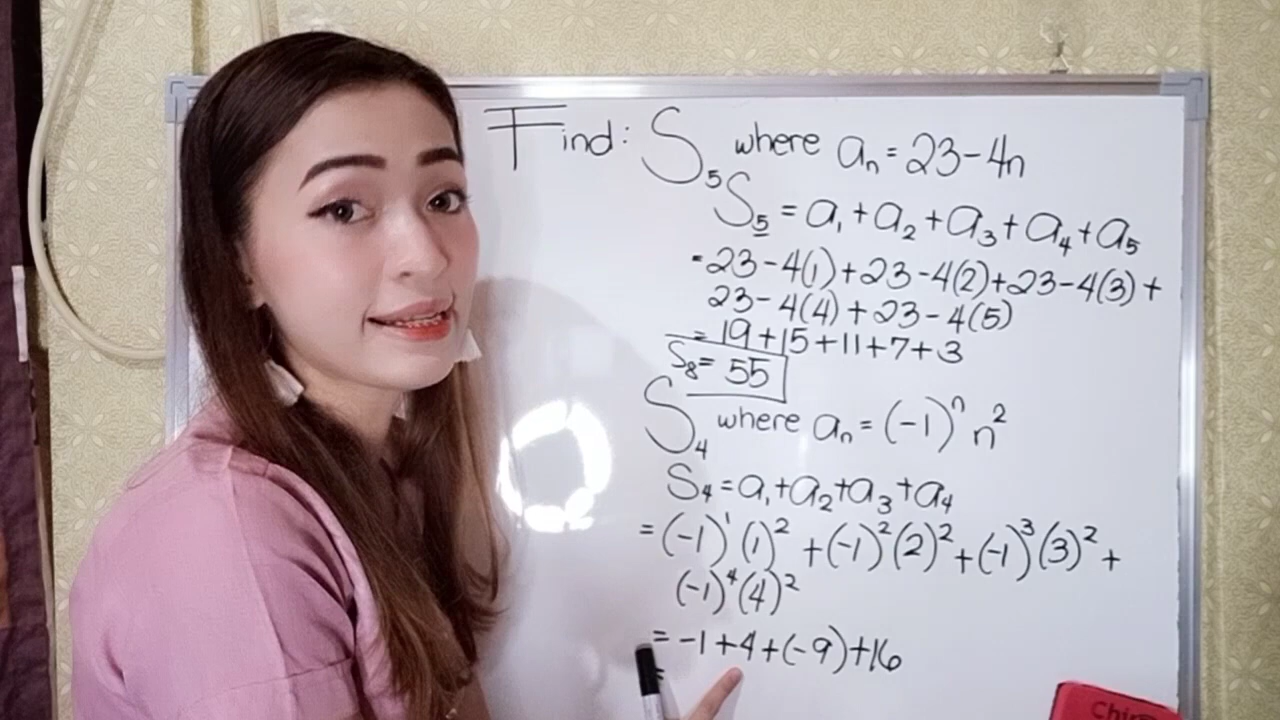 Find: S₅ where aₙ = 23 - 4n
S₅ = a₁ + a₂ + a₃ + a₄ + a₅
= 23 - 4(1) + 23 - 4(2) + 23 - 4(3) +
23 - 4(4) + 23 - 4(5)
= 19 + 15 + 11 + 7 + 3
S₈ = 55
S₄ where aₙ = (-1)ⁿ n²
S₄ = a₁ + a₂ + a₃ + a₄
= (-1)¹(1)² + (-1)²(2)² + (-1)³(3)² +
(-1)⁴(4)²
= -1 + 4 + (-9) + 16
=